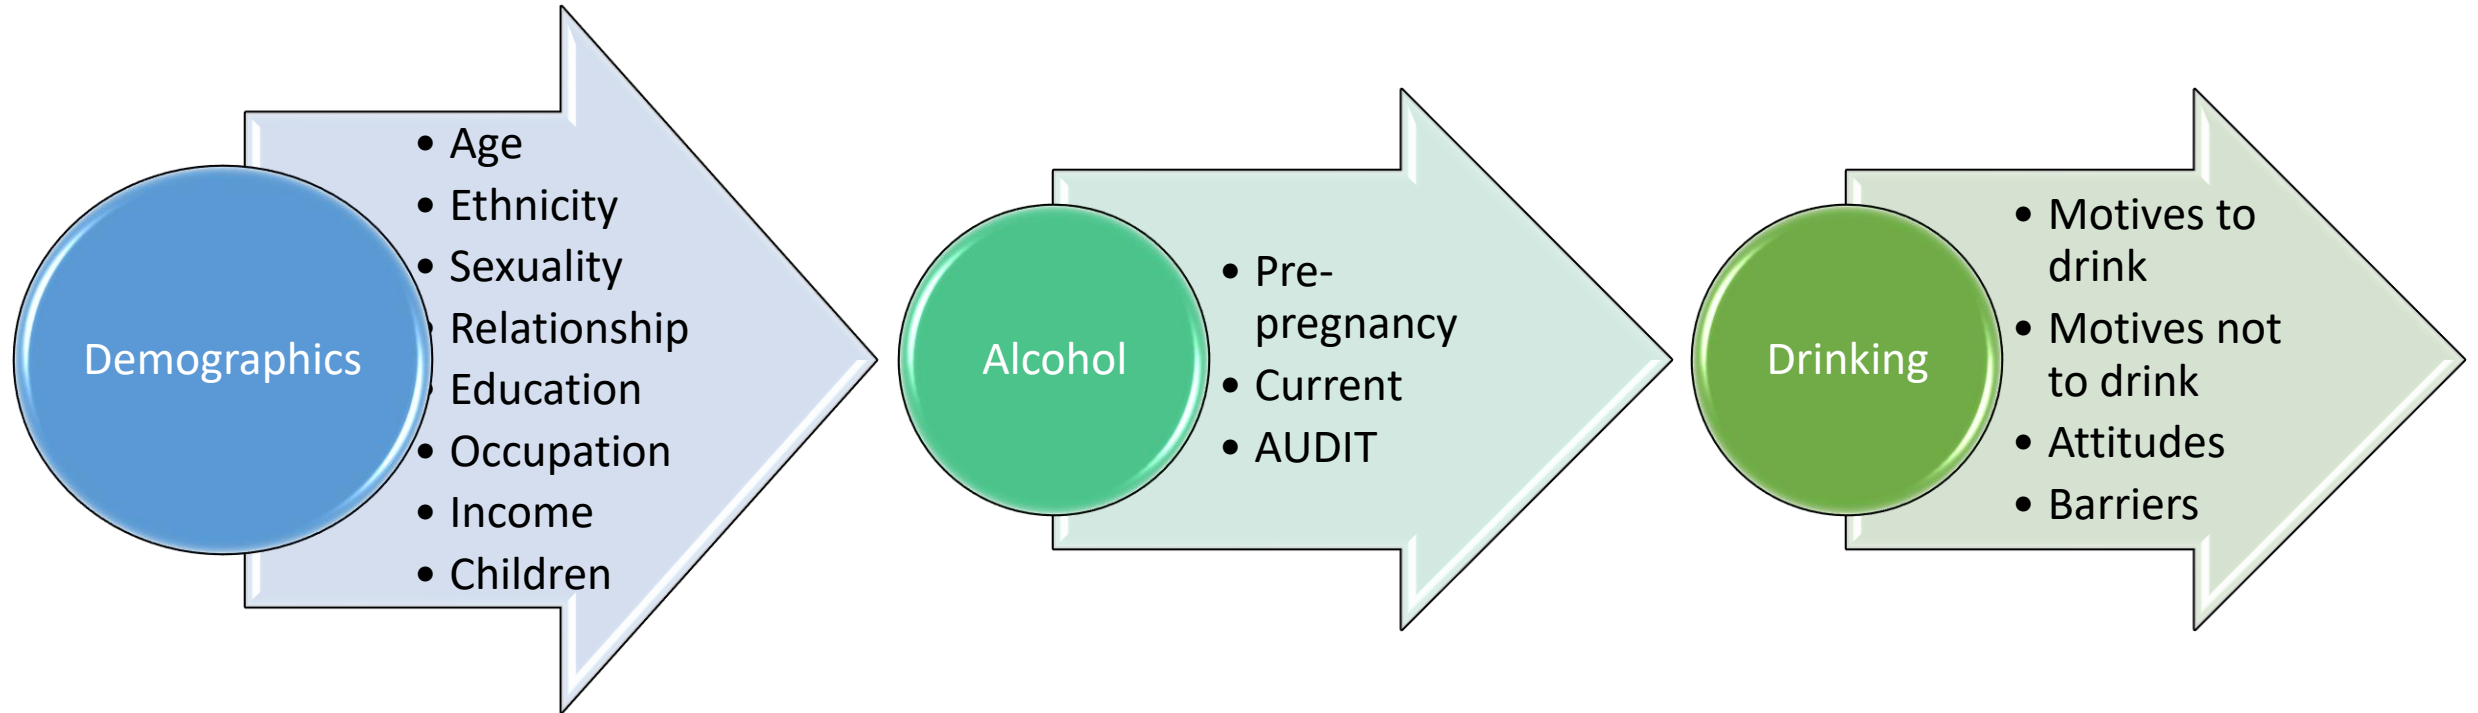 Demographics
• Age
• Ethnicity
• Sexuality
• Relationship
• Education
• Occupation
• Income
• Children
Alcohol
• Pre-
pregnancy
• Current
• AUDIT
Drinking
• Motives to
drink
• Motives not
to drink
• Attitudes
• Barriers